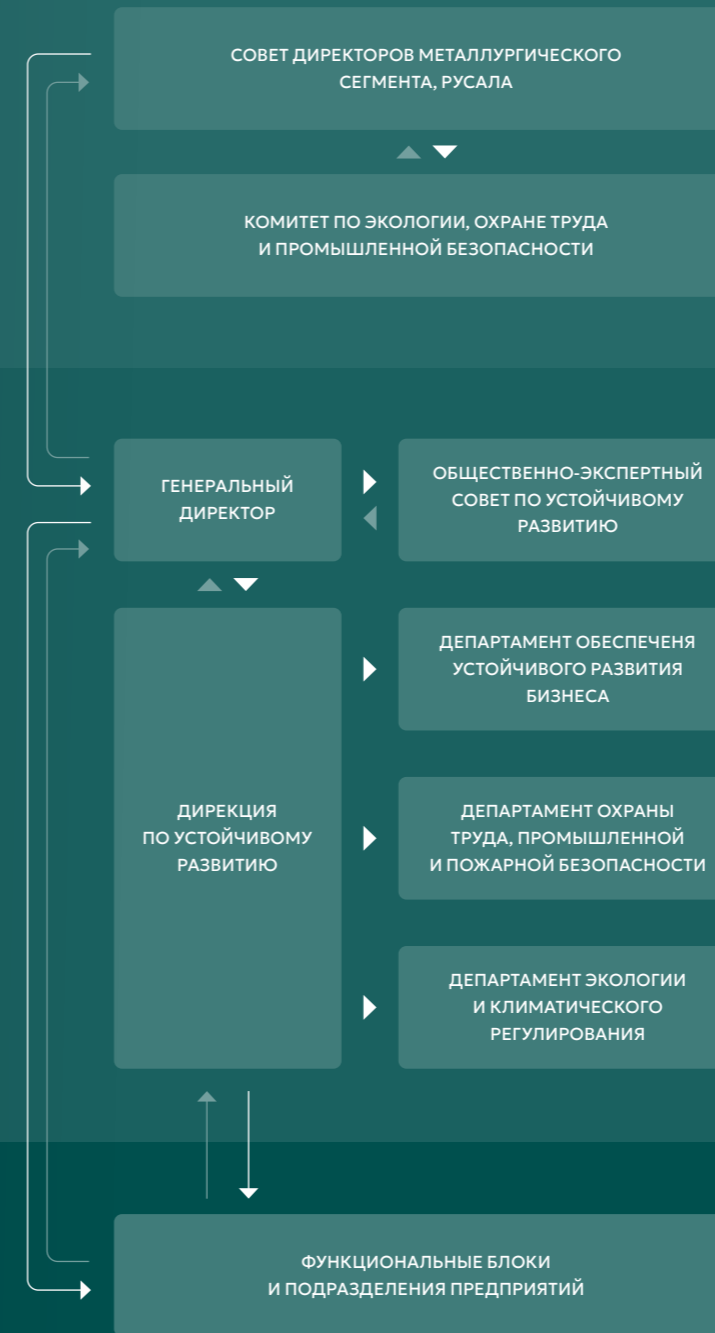 СОВЕТ ДИРЕКТОРОВ МЕТАЛЛУРГИЧЕСКОГО
СЕГМЕНТА, РУСАЛА
КОМИТЕТ ПО ЭКОЛОГИИ, ОХРАНЕ ТРУДА
И ПРОМЫШЛЕННОЙ БЕЗОПАСНОСТИ
ГЕНЕРАЛЬНЫЙ
ДИРЕКТОР
ОБЩЕСТВЕННО-ЭКСПЕРТНЫЙ
СОВЕТ ПО УСТОЙЧИВОМУ
РАЗВИТИЮ
ДИРЕКЦИЯ
ПО УСТОЙЧИВОМУ
РАЗВИТИЮ
ДЕПАРТАМЕНТ ОБЕСПЕЧЕНЯ
УСТОЙЧИВОГО РАЗВИТИЯ
БИЗНЕСА
ДЕПАРТАМЕНТ ОХРАНЫ
ТРУДА, ПРОМЫШЛЕННОЙ
И ПОЖАРНОЙ БЕЗОПАСНОСТИ
ДЕПАРТАМЕНТ ЭКОЛОГИИ
И КЛИМАТИЧЕСКОГО
РЕГУЛИРОВАНИЯ
ФУНКЦИОНАЛЬНЫЕ БЛОКИ
И ПОДРАЗДЕЛЕНИЯ ПРЕДПРИЯТИЙ